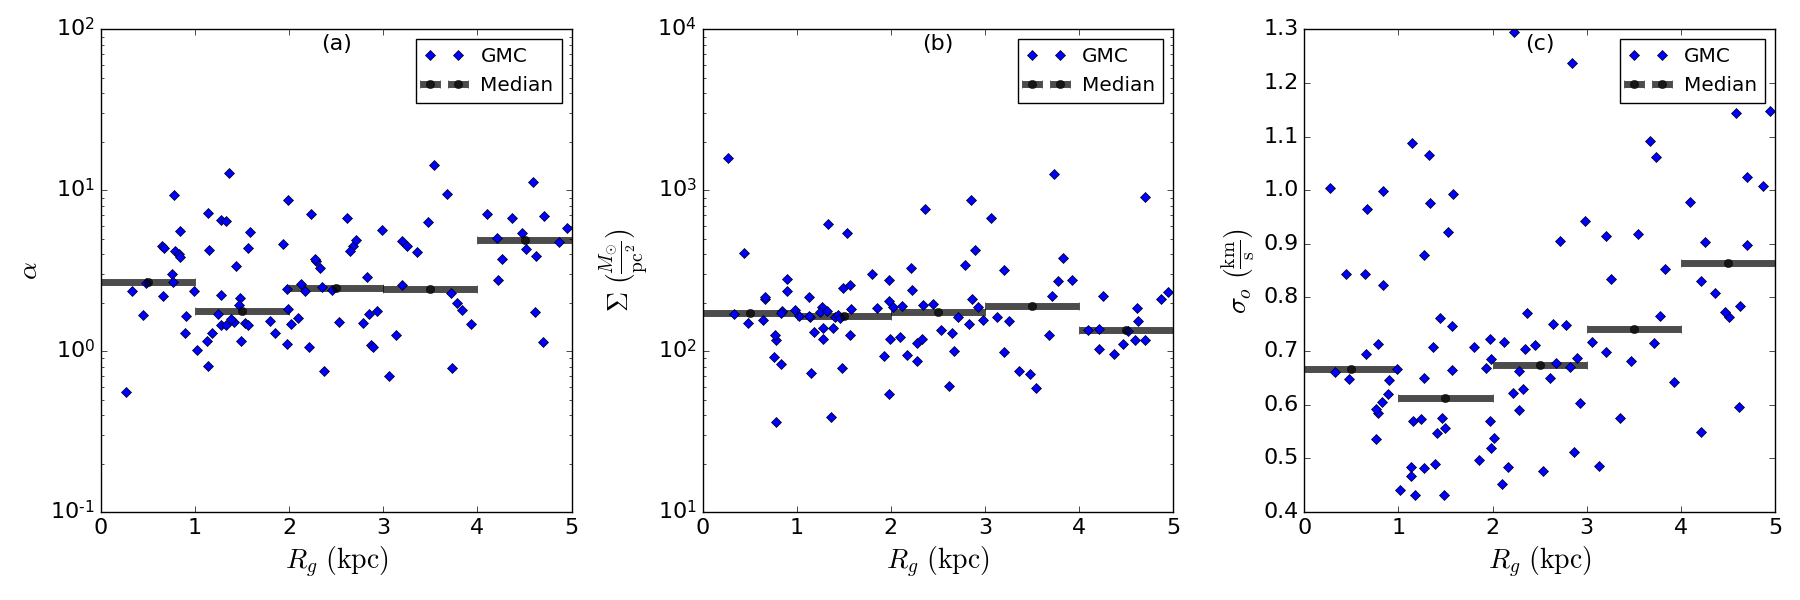 (a)
GMC
Median
10^2
10^1
10^0
10^-1
α
0 1 2 3 4 5
R_g (kpc)
(b)
GMC
Median
10^4
10^3
10^2
10^1
Σ (M_⊙/pc^2)
0 1 2 3 4 5
R_g (kpc)
(c)
GMC
Median
1.3
1.2
1.1
1.0
0.9
0.8
0.7
0.6
0.5
0.4
σ_o (km/s)
0 1 2 3 4 5
R_g (kpc)